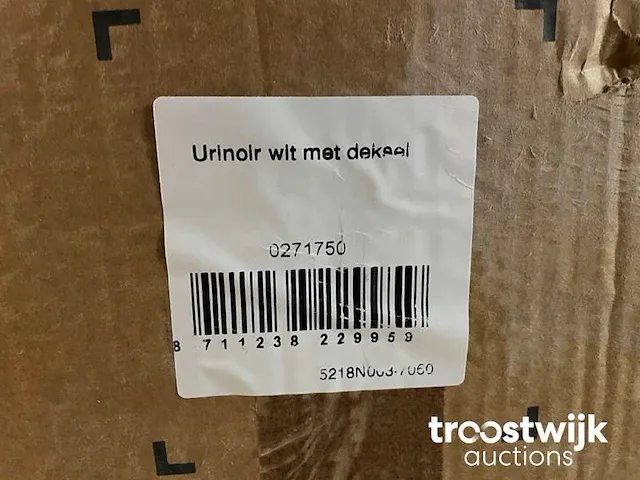 Urinoir wit met deksel
0271750
8 711238 229959
5218N003-7060
troostwijk
auctions